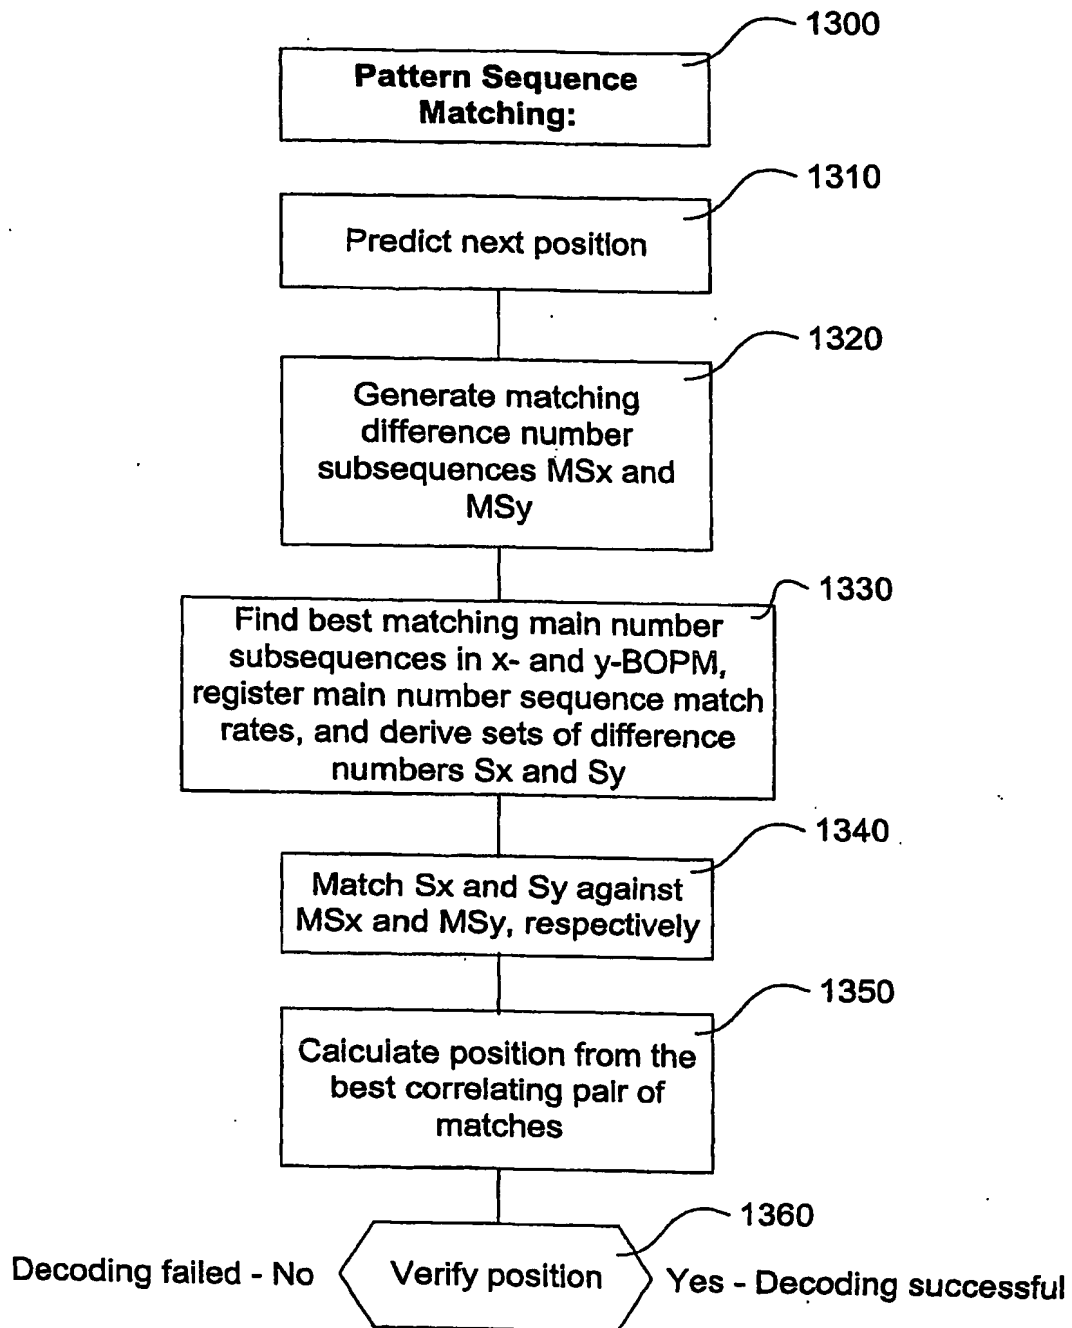 1300
Pattern Sequence
Matching:
1310
Predict next position
1320
Generate matching
difference number
subsequences MSx and
MSy
1330
Find best matching main number
subsequences in x- and y-BOPM,
register main number sequence match
rates, and derive sets of difference
numbers Sx and Sy
1340
Match Sx and Sy against
MSx and MSy, respectively
1350
Calculate position from the
best correlating pair of
matches
1360
Decoding failed - No
Verify position
Yes - Decoding successful